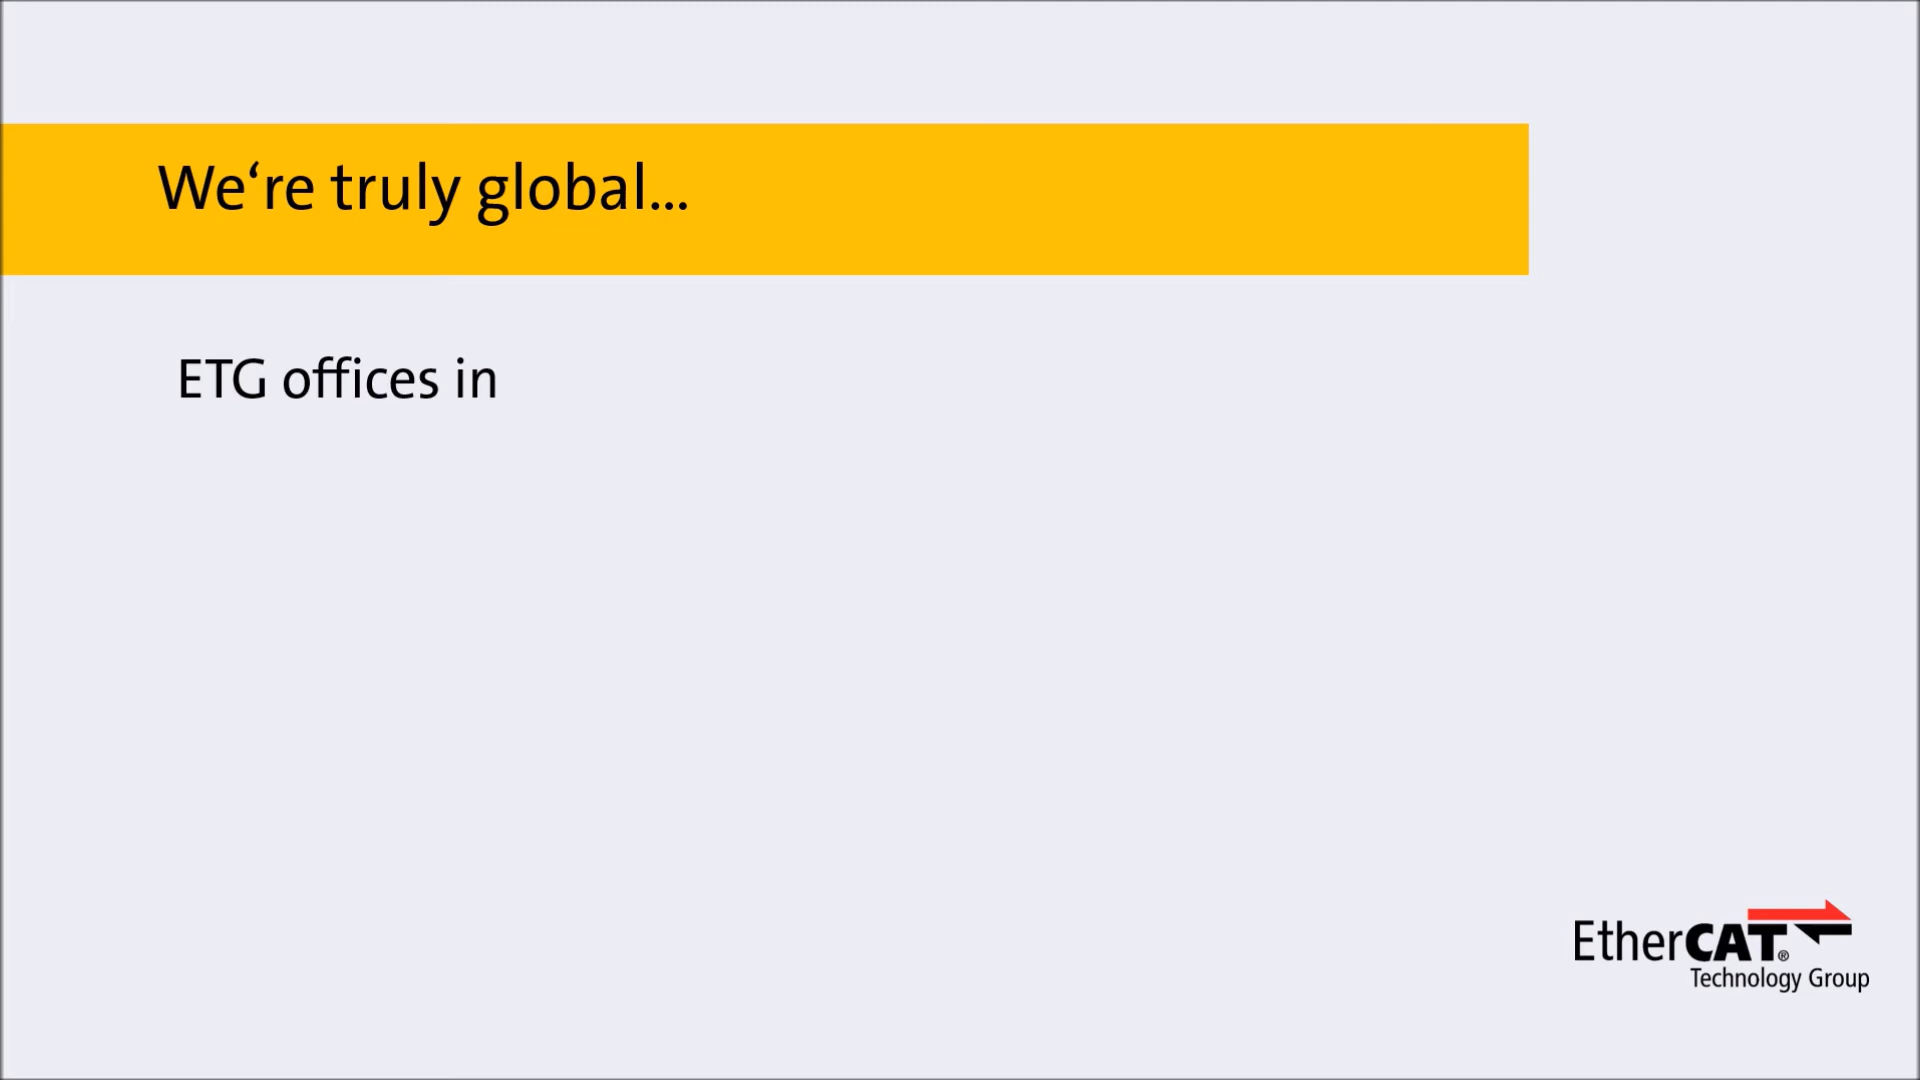 We‘re truly global...
ETG offices in
EtherCAT®
Technology Group